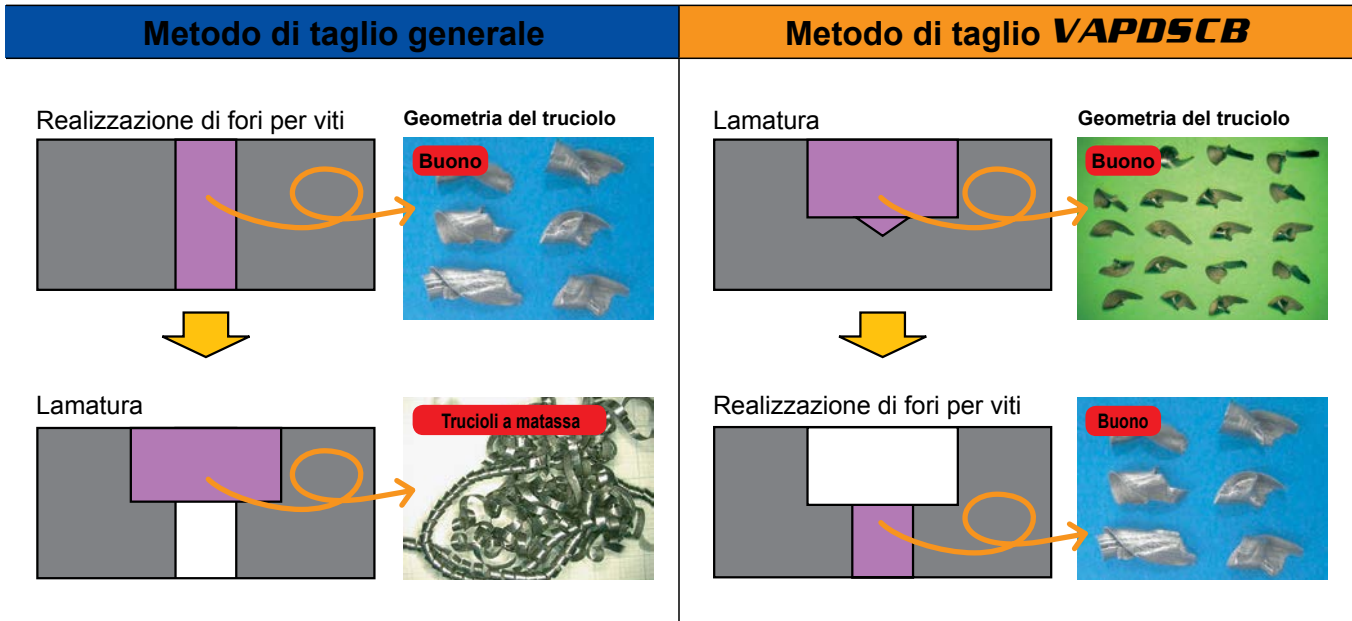 Metodo di taglio generale
Metodo di taglio VAPDSCB
Realizzazione di fori per viti
Geometria del truciolo
Buono
Lamatura
Trucioli a matassa
Lamatura
Geometria del truciolo
Buono
Realizzazione di fori per viti
Buono